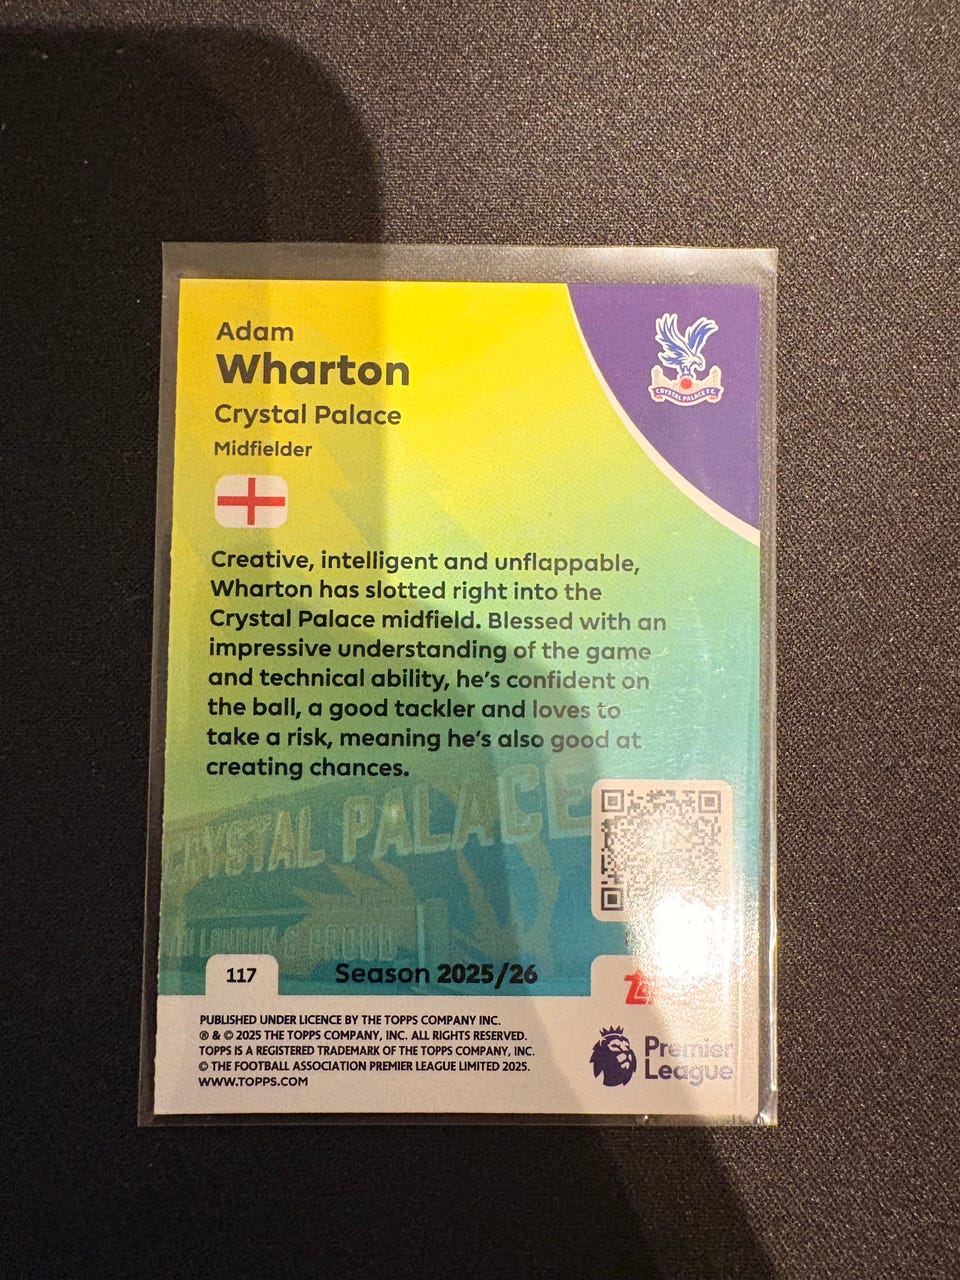 Adam
Wharton
Crystal Palace
Midfielder
CRYSTAL PALACE F.C.
Creative, intelligent and unflappable,
Wharton has slotted right into the
Crystal Palace midfield. Blessed with an
impressive understanding of the game
and technical ability, he's confident on
the ball, a good tackler and loves to
take a risk, meaning he's also good at
creating chances.
CRYSTAL PALACE
LONDON & PROUD
117
Season 2025/26
PUBLISHED UNDER LICENCE BY THE TOPPS COMPANY INC.
® & © 2025 THE TOPPS COMPANY, INC. ALL RIGHTS RESERVED.
TOPPS IS A REGISTERED TRADEMARK OF THE TOPPS COMPANY, INC.
© THE FOOTBALL ASSOCIATION PREMIER LEAGUE LIMITED 2025.
WWW.TOPPS.COM
Premier
League